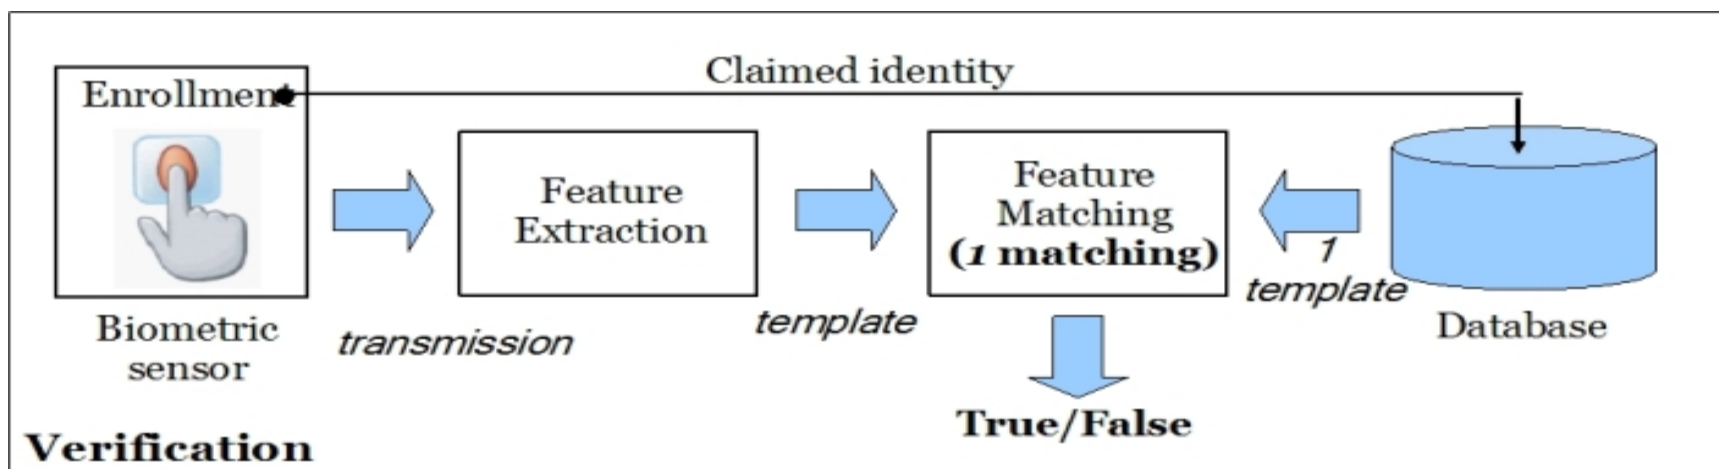 Claimed identity
Enrollment
Biometric
sensor
transmission
Feature
Extraction
template
Feature
Matching
(1 matching)
True/False
1
template
Database
Verification